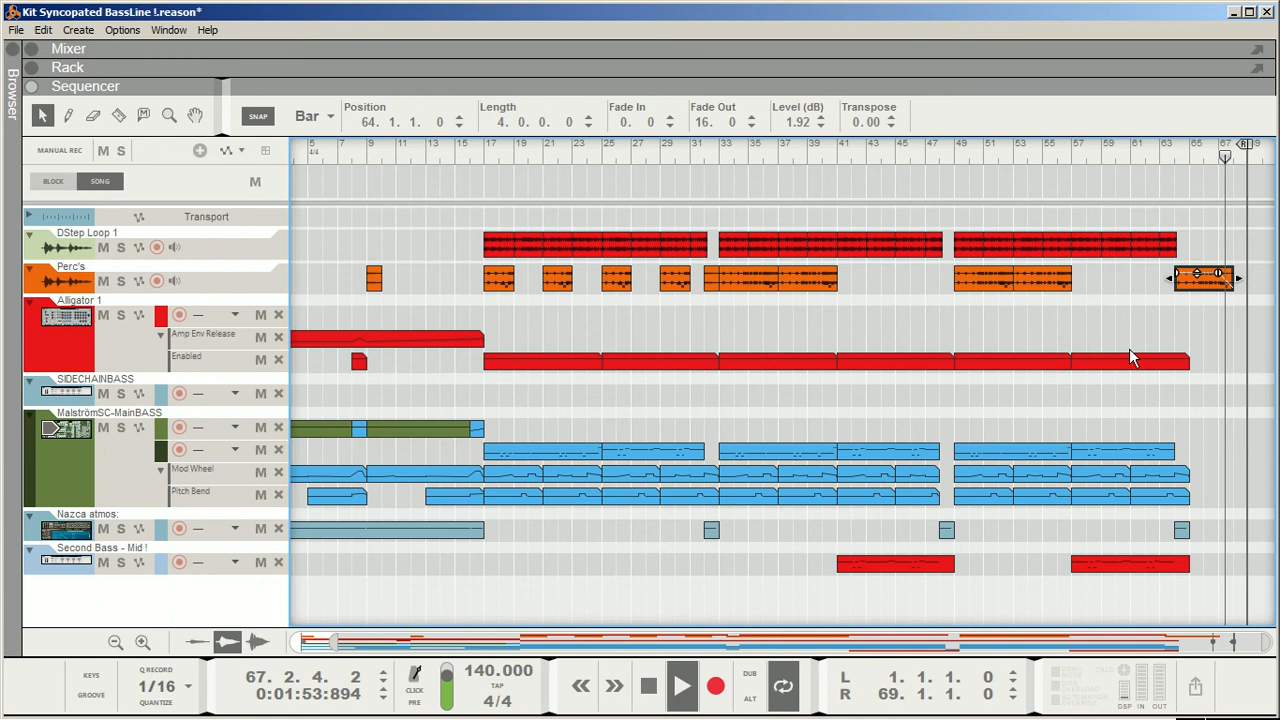 Kit Syncopated BassLine !.reason*
File Edit Create Options Window Help
Browser
Mixer
Rack
Sequencer
SNAP
Bar
Position
64. 1. 1. 0
Length
4. 0. 0. 0
Fade In
0. 0
Fade Out
16. 0
Level (dB)
1.92
Transpose
0.00
MANUAL REC M S
5 7 9 11 13 15 17 19 21 23 25 27 29 31 33 35 37 39 41 43 45 47 49 51 53 55 57 59 61 63 65 67 R 69
4/4
BLOCK SONG M
Transport
DStep Loop 1
M S
Perc's
M S
Alligator 1
M S — M
Amp Env Release M
Enabled M
SIDECHAINBASS
M S — M
MalströmSC-MainBASS
M S — M
— M
Mod Wheel M
Pitch Bend M
Nazca atmos:
M S — M
Second Bass - Mid !
M S — M
KEYS
GROOVE
Q RECORD
1/16
QUANTIZE
67. 2. 4. 2
0:01:53:894
CLICK
PRE
140.000
TAP
4/4
DUB
ALT
L 1. 1. 1. 0
R 69. 1. 1. 0
DSP IN OUT